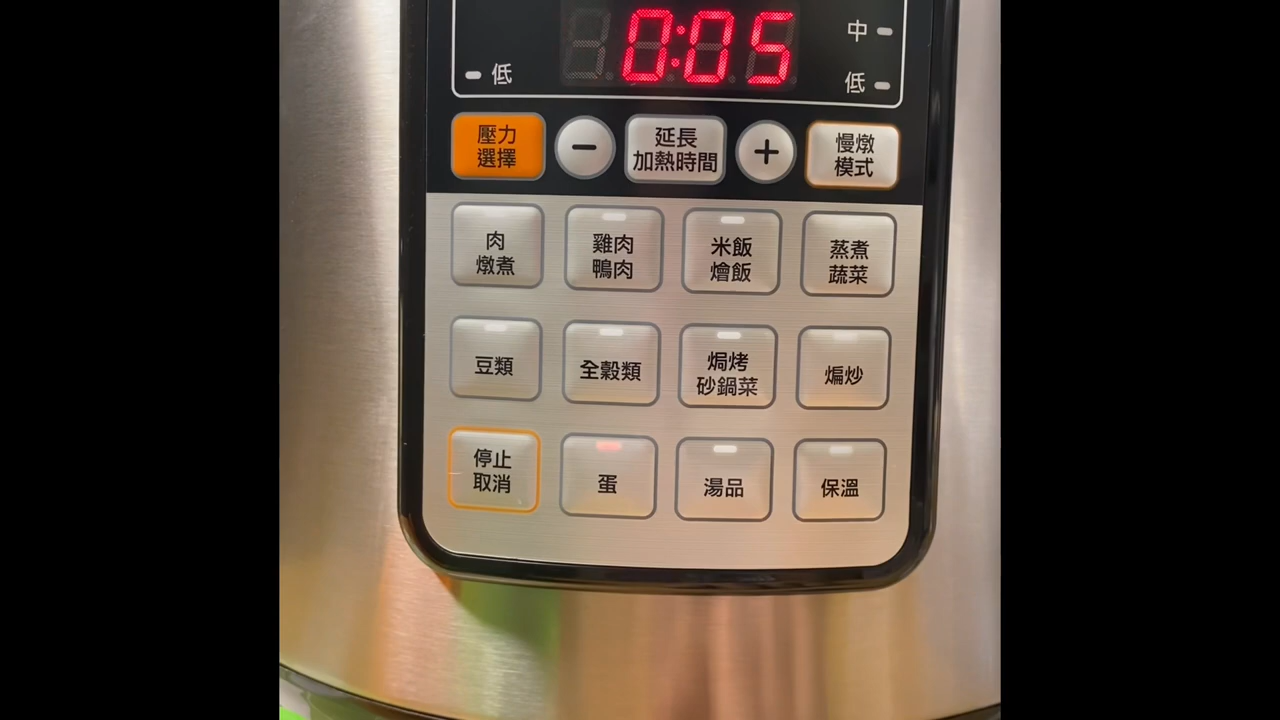 0:05
中
低
低
壓力
選擇
−
延長
加熱時間
+
慢燉
模式
肉
燉煮
雞肉
鴨肉
米飯
燴飯
蒸煮
蔬菜
豆類
全穀類
焗烤
砂鍋菜
煸炒
停止
取消
蛋
湯品
保溫